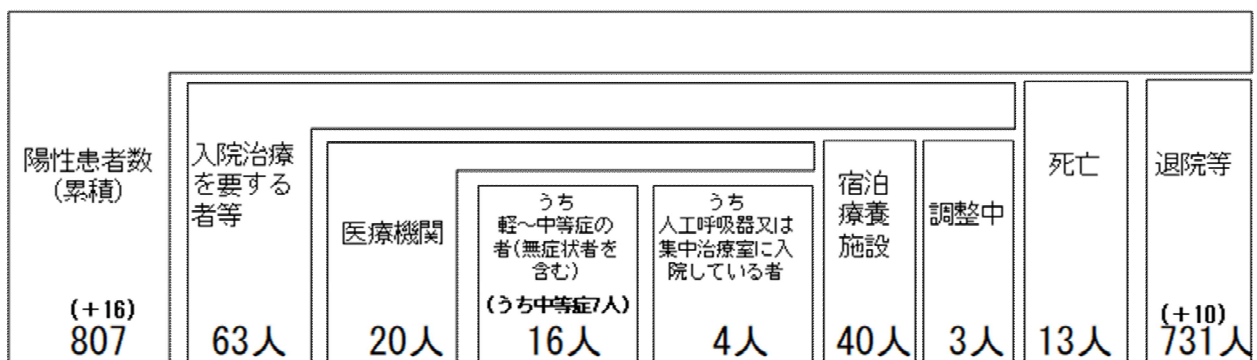 陽性患者数
(累積)
(+16)
807
入院治療
を要する
者等
63人
医療機関
20人
うち
軽~中等症の
者(無症状者を
含む)
(うち中等症7人)
16人
うち
人工呼吸器又は
集中治療室に入
院している者
4人
宿泊
療養
施設
40人
調整中
3人
死亡
13人
退院等
(+10)
731人